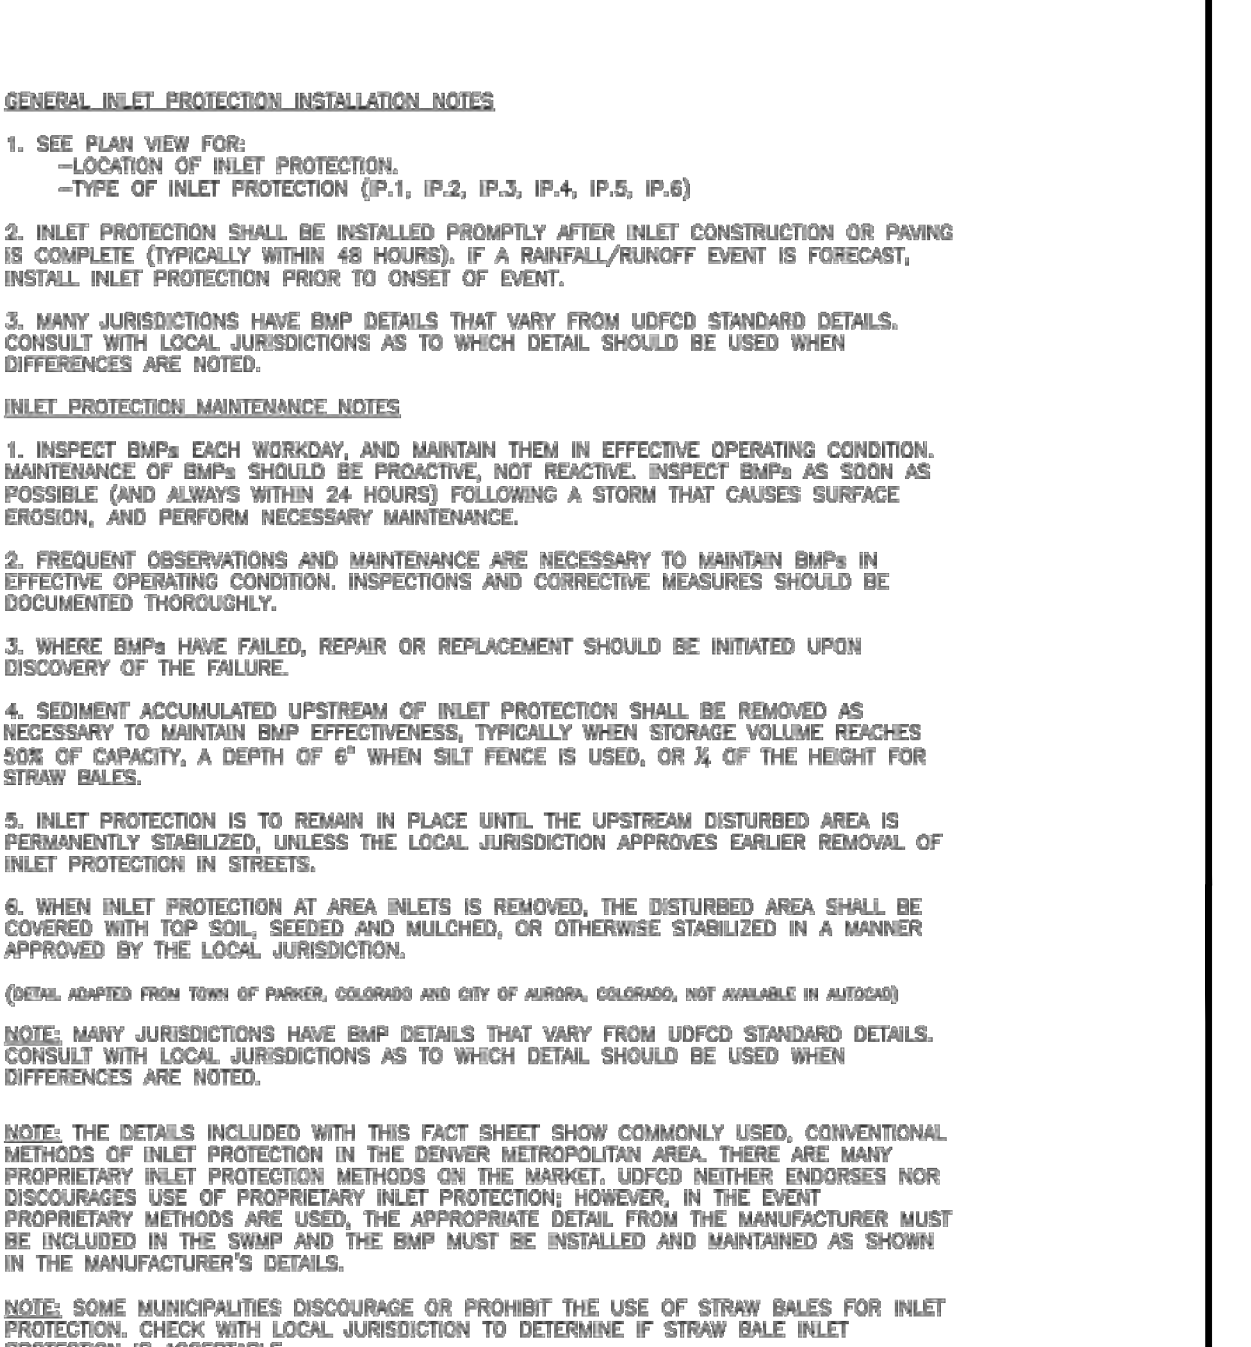 GENERAL INLET PROTECTION INSTALLATION NOTES
1. SEE PLAN VIEW FOR:
-LOCATION OF INLET PROTECTION.
-TYPE OF INLET PROTECTION (IP.1, IP.2, IP.3, IP.4, IP.5, IP.6)
2. INLET PROTECTION SHALL BE INSTALLED PROMPTLY AFTER INLET CONSTRUCTION OR PAVING
IS COMPLETE (TYPICALLY WITHIN 48 HOURS). IF A RAINFALL/RUNOFF EVENT IS FORECAST,
INSTALL INLET PROTECTION PRIOR TO ONSET OF EVENT.
3. MANY JURISDICTIONS HAVE BMP DETAILS THAT VARY FROM UDFCD STANDARD DETAILS.
CONSULT WITH LOCAL JURISDICTIONS AS TO WHICH DETAIL SHOULD BE USED WHEN
DIFFERENCES ARE NOTED.
INLET PROTECTION MAINTENANCE NOTES
1. INSPECT BMPs EACH WORKDAY, AND MAINTAIN THEM IN EFFECTIVE OPERATING CONDITION.
MAINTENANCE OF BMPs SHOULD BE PROACTIVE, NOT REACTIVE. INSPECT BMPs AS SOON AS
POSSIBLE (AND ALWAYS WITHIN 24 HOURS) FOLLOWING A STORM THAT CAUSES SURFACE
EROSION, AND PERFORM NECESSARY MAINTENANCE.
2. FREQUENT OBSERVATIONS AND MAINTENANCE ARE NECESSARY TO MAINTAIN BMPs IN
EFFECTIVE OPERATING CONDITION. INSPECTIONS AND CORRECTIVE MEASURES SHOULD BE
DOCUMENTED THOROUGHLY.
3. WHERE BMPs HAVE FAILED, REPAIR OR REPLACEMENT SHOULD BE INITIATED UPON
DISCOVERY OF THE FAILURE.
4. SEDIMENT ACCUMULATED UPSTREAM OF INLET PROTECTION SHALL BE REMOVED AS
NECESSARY TO MAINTAIN BMP EFFECTIVENESS, TYPICALLY WHEN STORAGE VOLUME REACHES
50% OF CAPACITY, A DEPTH OF 6" WHEN SILT FENCE IS USED, OR ¼ OF THE HEIGHT FOR
STRAW BALES.
5. INLET PROTECTION IS TO REMAIN IN PLACE UNTIL THE UPSTREAM DISTURBED AREA IS
PERMANENTLY STABILIZED, UNLESS THE LOCAL JURISDICTION APPROVES EARLIER REMOVAL OF
INLET PROTECTION IN STREETS.
6. WHEN INLET PROTECTION AT AREA INLETS IS REMOVED, THE DISTURBED AREA SHALL BE
COVERED WITH TOP SOIL, SEEDED AND MULCHED, OR OTHERWISE STABILIZED IN A MANNER
APPROVED BY THE LOCAL JURISDICTION.
(DETAIL ADAPTED FROM TOWN OF PARKER, COLORADO AND CITY OF AURORA, COLORADO, NOT AVAILABLE IN AUTOCAD)
NOTE: MANY JURISDICTIONS HAVE BMP DETAILS THAT VARY FROM UDFCD STANDARD DETAILS.
CONSULT WITH LOCAL JURISDICTIONS AS TO WHICH DETAIL SHOULD BE USED WHEN
DIFFERENCES ARE NOTED.
NOTE: THE DETAILS INCLUDED WITH THIS FACT SHEET SHOW COMMONLY USED, CONVENTIONAL
METHODS OF INLET PROTECTION IN THE DENVER METROPOLITAN AREA. THERE ARE MANY
PROPRIETARY INLET PROTECTION METHODS ON THE MARKET. UDFCD NEITHER ENDORSES NOR
DISCOURAGES USE OF PROPRIETARY INLET PROTECTION; HOWEVER, IN THE EVENT
PROPRIETARY METHODS ARE USED, THE APPROPRIATE DETAIL FROM THE MANUFACTURER MUST
BE INCLUDED IN THE SWMP AND THE BMP MUST BE INSTALLED AND MAINTAINED AS SHOWN
IN THE MANUFACTURER'S DETAILS.
NOTE: SOME MUNICIPALITIES DISCOURAGE OR PROHIBIT THE USE OF STRAW BALES FOR INLET
PROTECTION. CHECK WITH LOCAL JURISDICTION TO DETERMINE IF STRAW BALE INLET